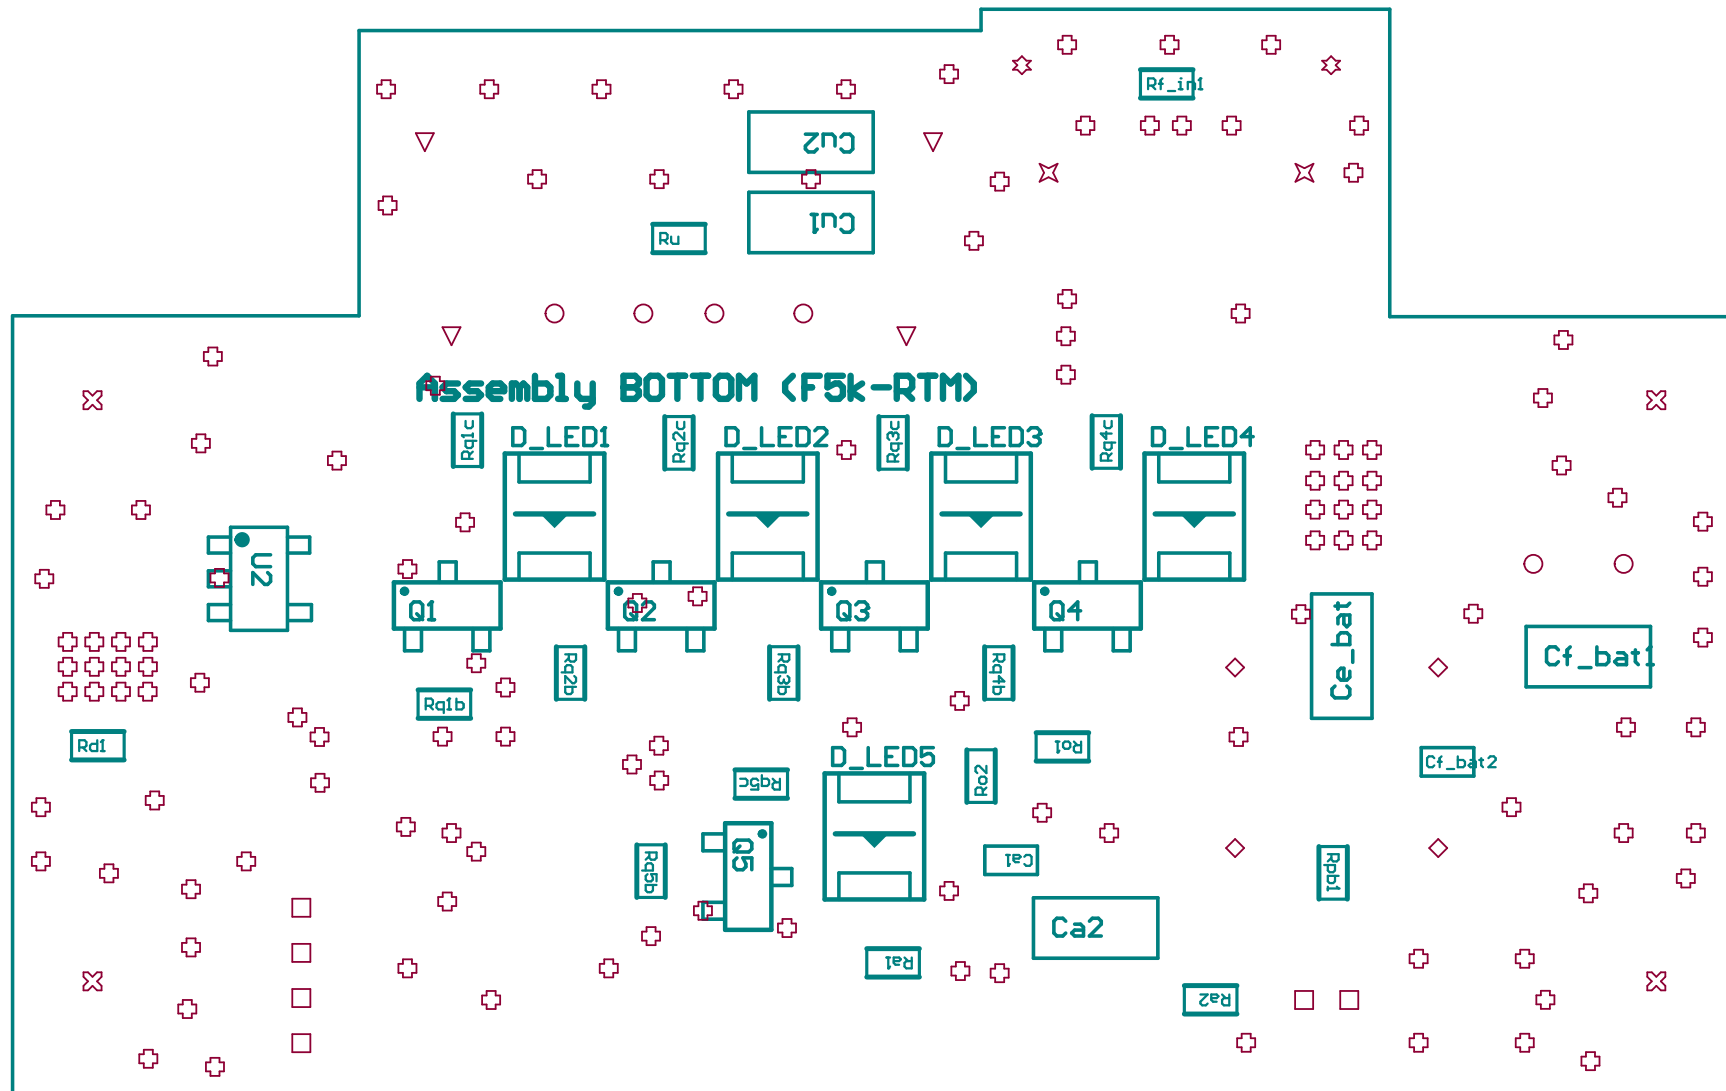 Rf_in1
Cu2
Cu1
Ru
Assembly BOTTOM (F5k-RTM)
Rq1c
D_LED1
Rq2c
D_LED2
Rq3c
D_LED3
Rq4c
D_LED4
U2
Q1
Q2
Q3
Q4
Ce_bat
Cf_bat1
Rq2b
Rq3b
Rq4b
Rq1b
Rd1
Ro1
D_LED5
Cf_bat2
Rq5c
Ro2
Q5
Rq5b
Ca1
Rpb1
Ca2
Ra1
Ra2